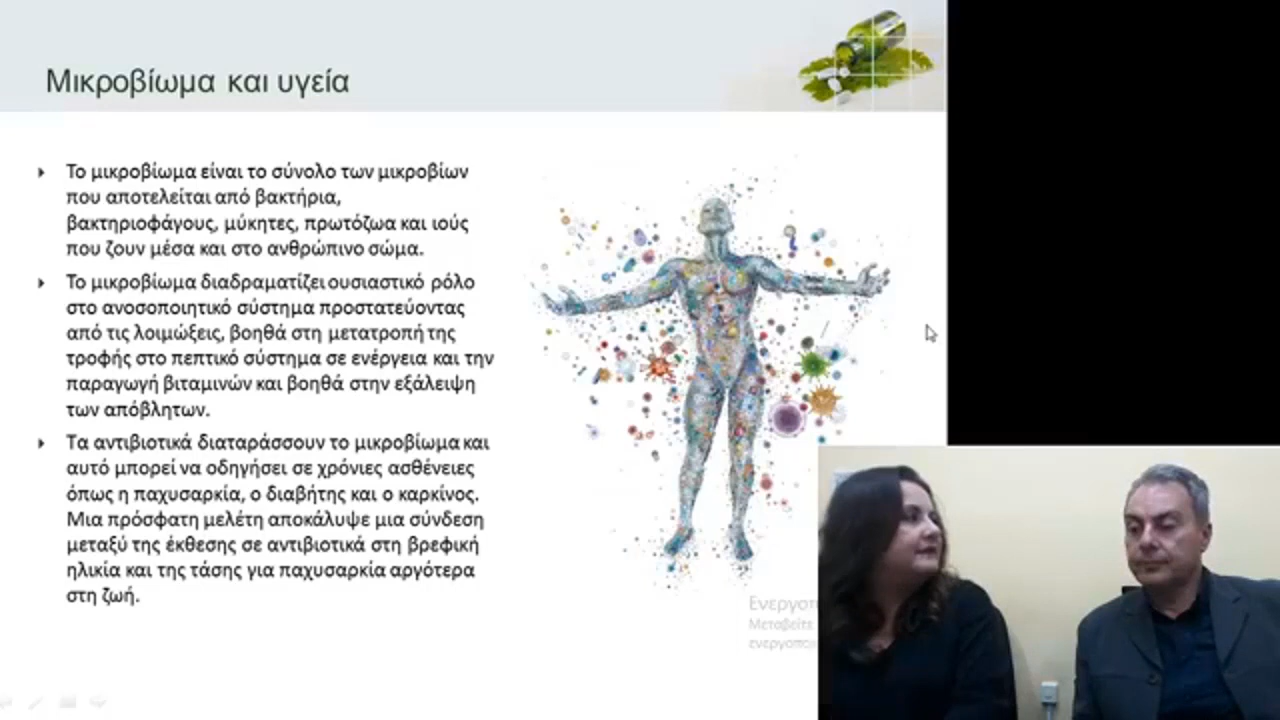 Μικροβίωμα και υγεία
Το μικροβίωμα είναι το σύνολο των μικροβίων
που αποτελείται από βακτήρια,
βακτηριοφάγους, μύκητες, πρωτόζωα και ιούς
που ζουν μέσα και στο ανθρώπινο σώμα.
Το μικροβίωμα διαδραματίζει ουσιαστικό ρόλο
στο ανοσοποιητικό σύστημα προστατεύοντας
από τις λοιμώξεις, βοηθά στη μετατροπή της
τροφής στο πεπτικό σύστημα σε ενέργεια και την
παραγωγή βιταμινών και βοηθά στην εξάλειψη
των απόβλητων.
Τα αντιβιοτικά διαταράσσουν το μικροβίωμα και
αυτό μπορεί να οδηγήσει σε χρόνιες ασθένειες
όπως η παχυσαρκία, ο διαβήτης και ο καρκίνος.
Μια πρόσφατη μελέτη αποκάλυψε μια σύνδεση
μεταξύ της έκθεσης σε αντιβιοτικά στη βρεφική
ηλικία και της τάσης για παχυσαρκία αργότερα
στη ζωή.
Μεταβείτε